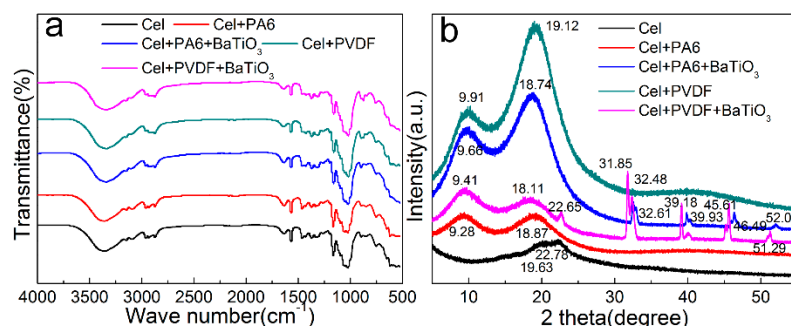 a
Cel Cel+PA6
Cel+PA6+BaTiO3 Cel+PVDF
Cel+PVDF+BaTiO3
Transmittance(%)
4000 3500 3000 2500 2000 1500 1000 500
Wave number(cm-1)
b
Cel
Cel+PA6
Cel+PA6+BaTiO3
Cel+PVDF
Cel+PVDF+BaTiO3
Intensity(a.u.)
19.12
9.91
18.74
9.66
31.85
32.48
9.41
18.11
22.65
32.61
39.18
45.61
39.93
46.49
52.0
9.28
18.87
51.29
22.78
19.63
10 20 30 40 50
2 theta(degree)